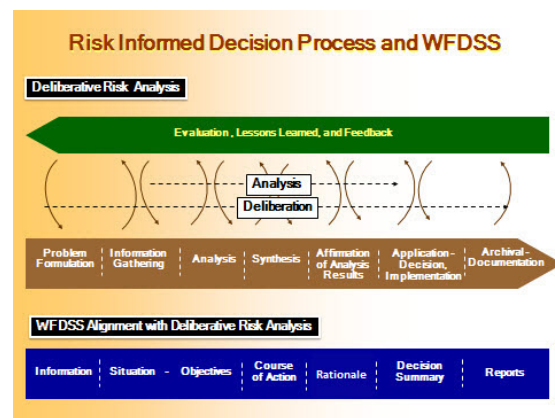 Risk Informed Decision Process and WFDSS
Deliberative Risk Analysis
Evaluation, Lessons Learned, and Feedback
Analysis
Deliberation
Problem
Formulation
Information
Gathering
Analysis
Synthesis
Affirmation
of Analysis
Results
Application-
Decision,
Implementation
Archival-
Documentation
WFDSS Alignment with Deliberative Risk Analysis
Information
Situation - Objectives
Course
of Action
Rationale
Decision
Summary
Reports